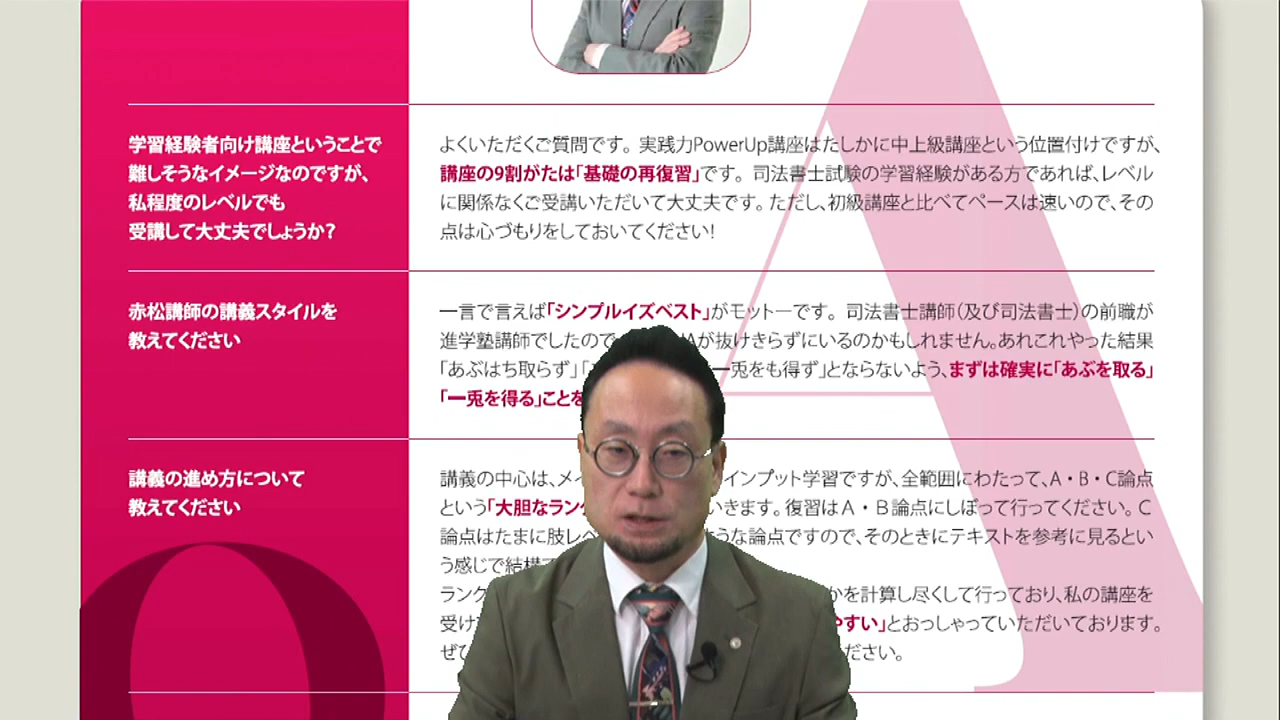 学習経験者向け講座ということで
難しそうなイメージなのですが、
私程度のレベルでも
受講して大丈夫でしょうか?
よくいただくご質問です。実践力PowerUp講座はたしかに中上級講座という位置付けですが、
講座の9割がたは「基礎の再復習」です。司法書士試験の学習経験がある方であれば、レベル
に関係なくご受講いただいて大丈夫です。ただし、初級講座と比べてペースは速いので、その
点は心づもりをしておいてください!
赤松講師の講義スタイルを
教えてください
一言で言えば「シンプルイズベスト」がモットーです。司法書士講師(及び司法書士)の前職が
進学塾講師でしたので Aが抜けきらずにいるのかもしれません。あれこれやった結果
「あぶはち取らず」「 一兎をも得ず」とならないよう、まずは確実に「あぶを取る」
「一兎を得る」ことを
講義の進め方について
教えてください
講義の中心は、メイ インプット学習ですが、全範囲にわたって、A・B・C論点
という「大胆なラン いきます。復習はA・B論点にしぼって行ってください。C
論点はたまに肢レベ ような論点ですので、そのときにテキストを参考に見るとい
う感じで結構で
ランク かを計算し尽くして行っており、私の講座を
受け やすい」とおっしゃっていただいております。
ぜひ ださい。
Q
A